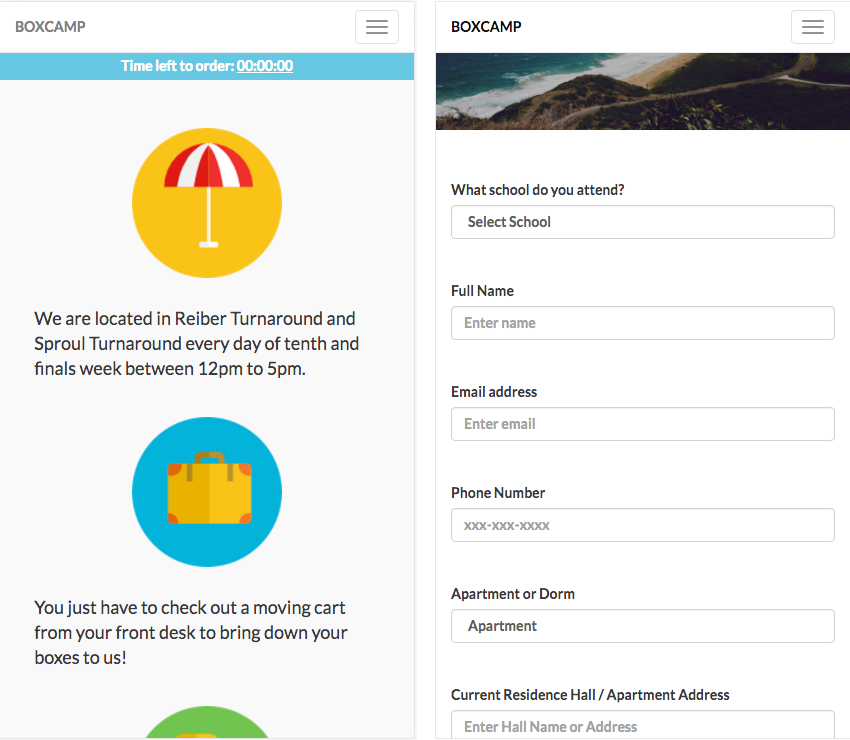 BOXCAMP
Time left to order: 00:00:00
We are located in Reiber Turnaround and
Sproul Turnaround every day of tenth and
finals week between 12pm to 5pm.
You just have to check out a moving cart
from your front desk to bring down your
boxes to us!
BOXCAMP
What school do you attend?
Select School
Full Name
Enter name
Email address
Enter email
Phone Number
xxx-xxx-xxxx
Apartment or Dorm
Apartment
Current Residence Hall / Apartment Address
Enter Hall Name or Address